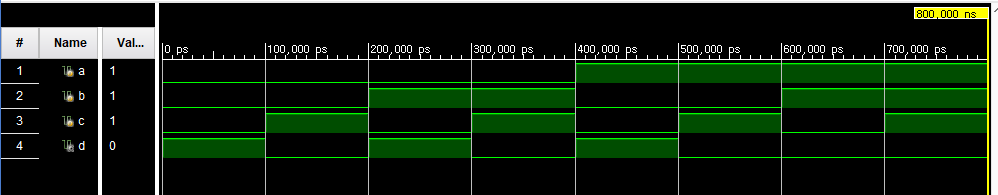 800,000 ns
# Name Val...
0 ps 100,000 ps 200,000 ps 300,000 ps 400,000 ps 500,000 ps 600,000 ps 700,000 ps
1 a 1
2 b 1
3 c 1
4 d 0